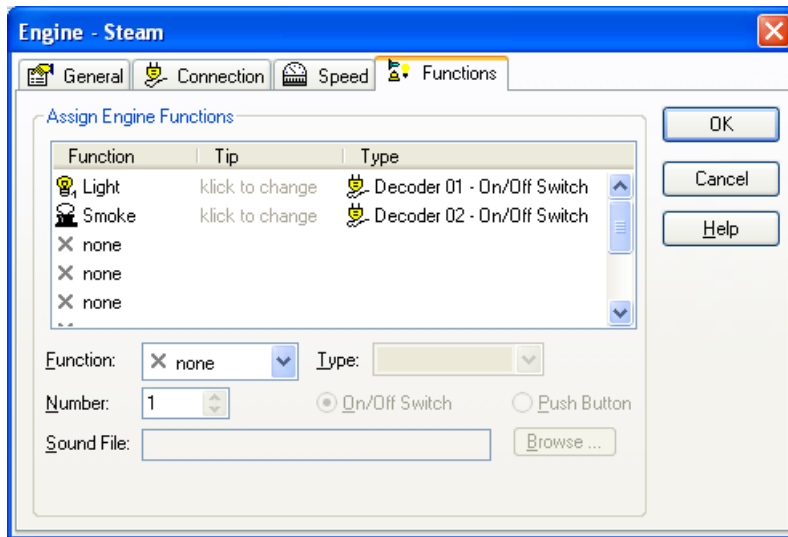 Engine - Steam
General Connection Speed Functions
Assign Engine Functions
Function Tip Type
Light klick to change Decoder 01 - On/Off Switch
Smoke klick to change Decoder 02 - On/Off Switch
none
none
none
Function: none Type:
Number: 1 On/Off Switch Push Button
Sound File: Browse ...
OK
Cancel
Help